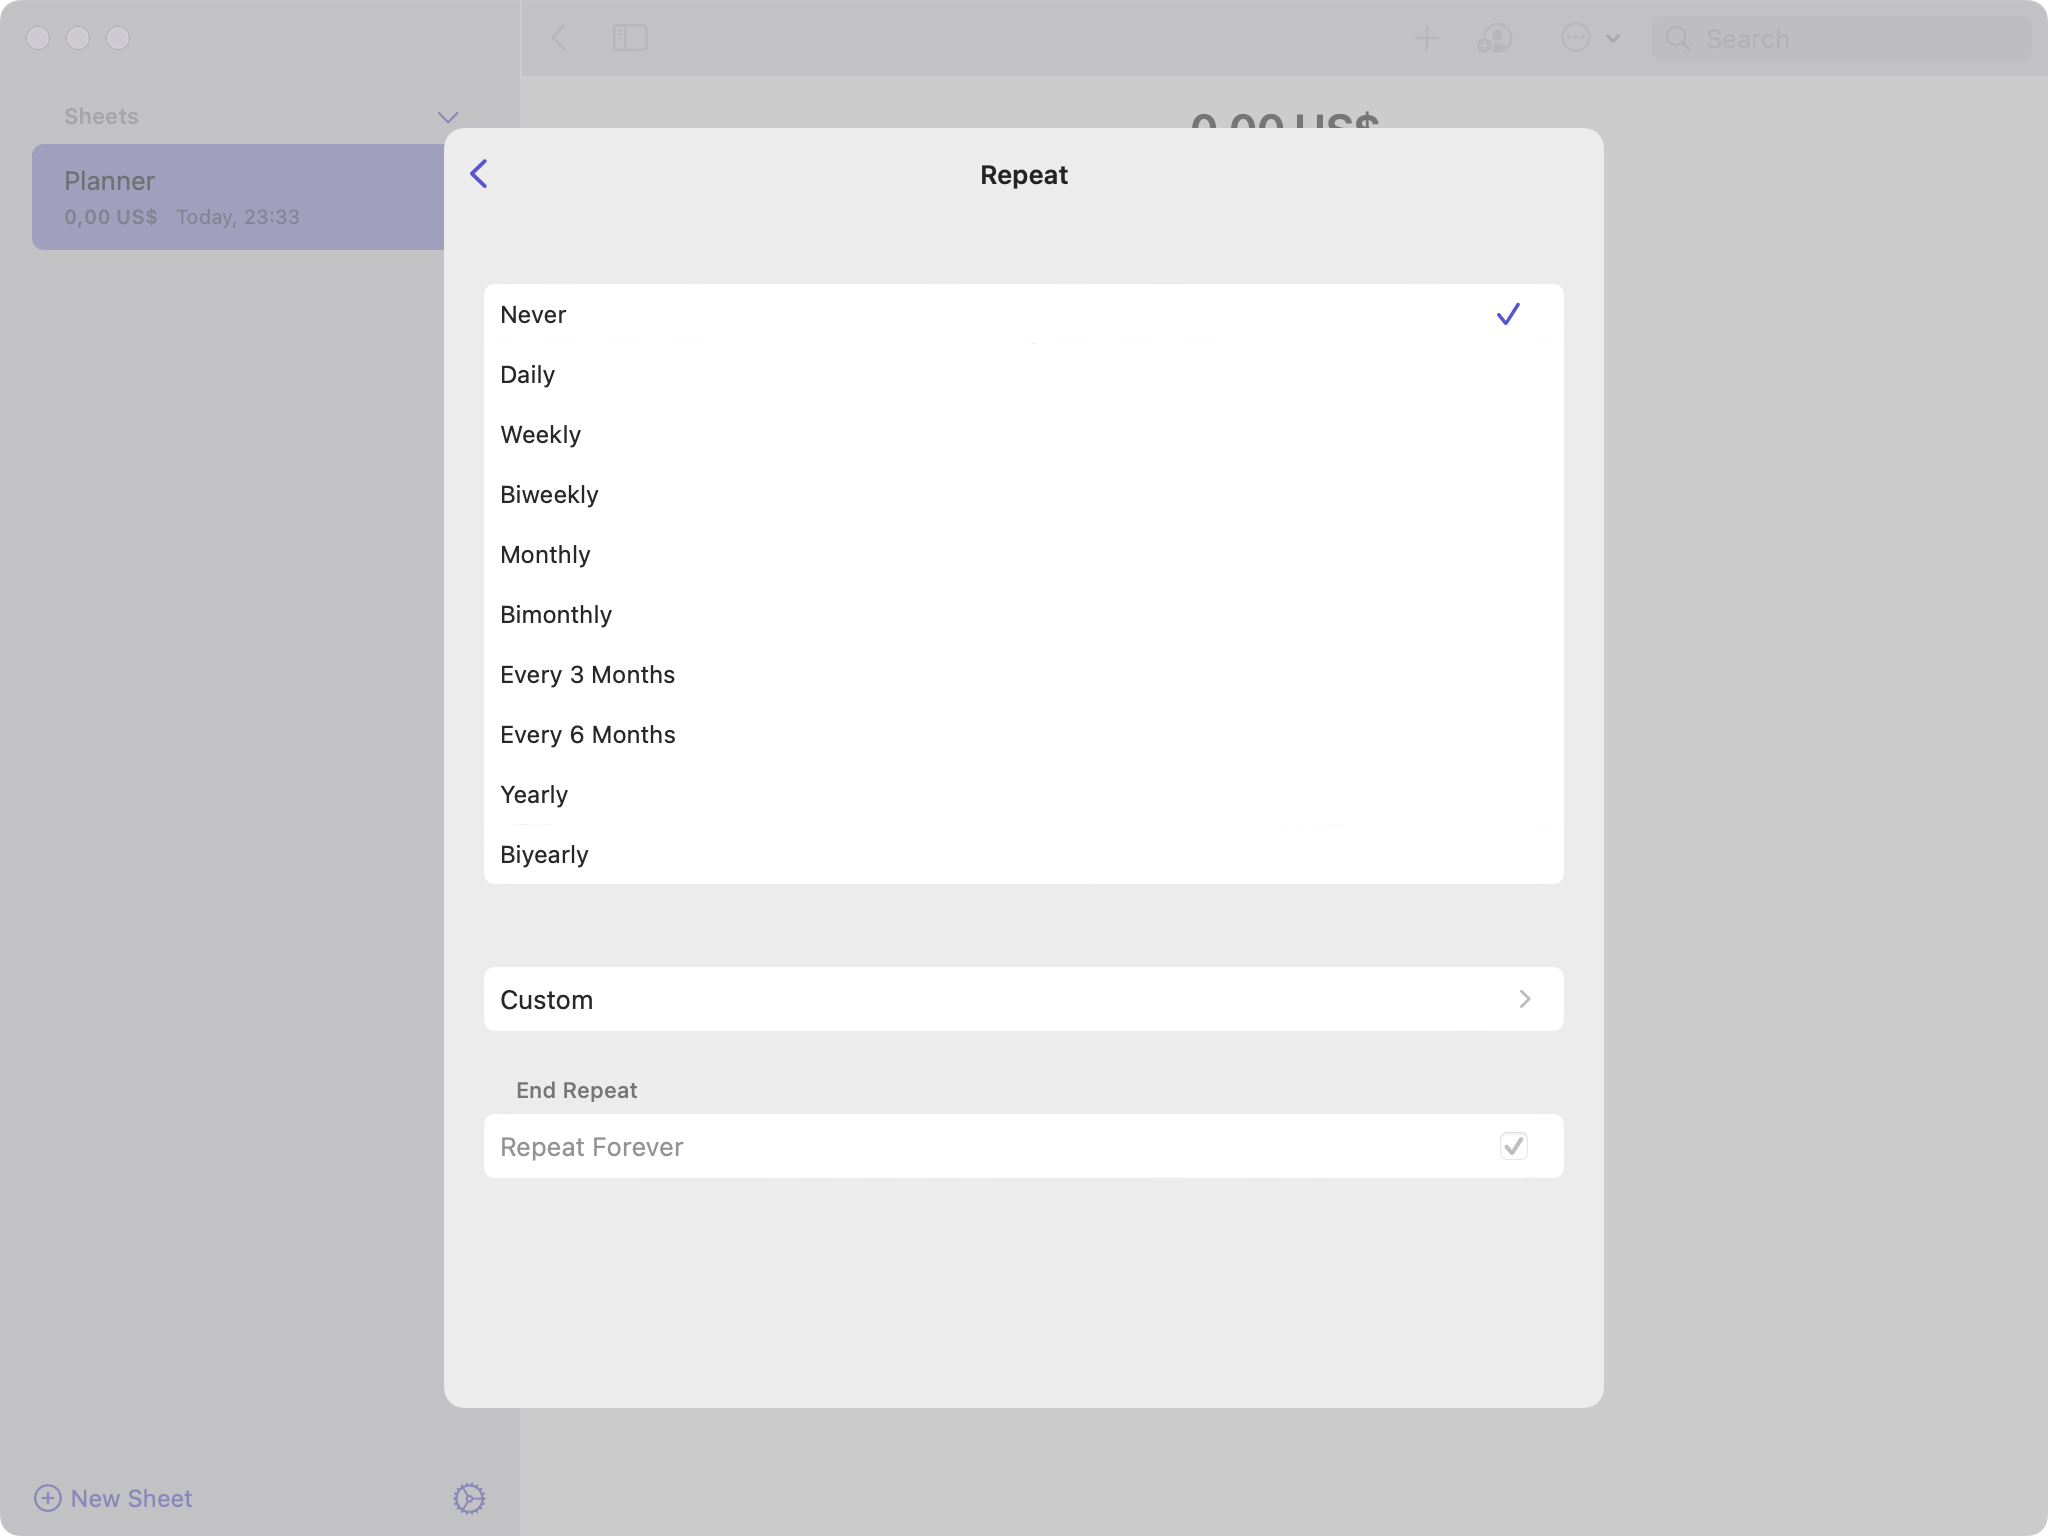 Search
Sheets
0,00 US$
Planner
0,00 US$ Today, 23:33
Repeat
Never
Daily
Weekly
Biweekly
Monthly
Bimonthly
Every 3 Months
Every 6 Months
Yearly
Biyearly
Custom
End Repeat
Repeat Forever
New Sheet